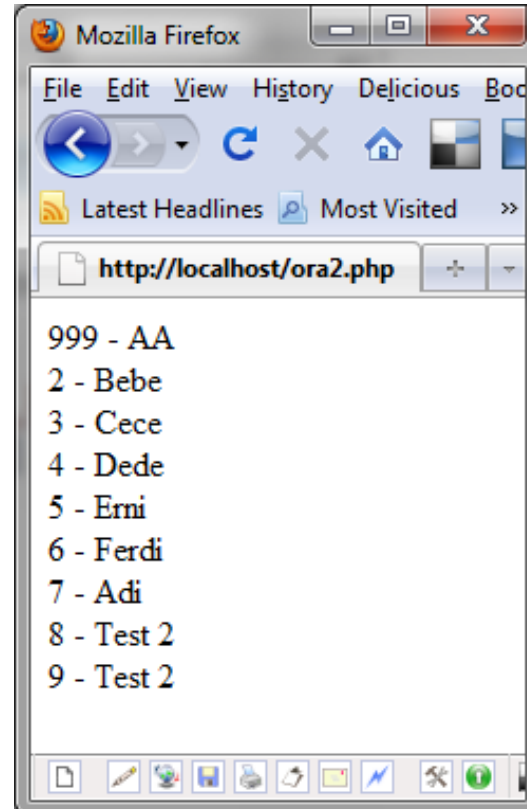 Mozilla Firefox
File Edit View History Delicious Boo
Latest Headlines Most Visited »
http://localhost/ora2.php
999 - AA
2 - Bebe
3 - Cece
4 - Dede
5 - Erni
6 - Ferdi
7 - Adi
8 - Test 2
9 - Test 2